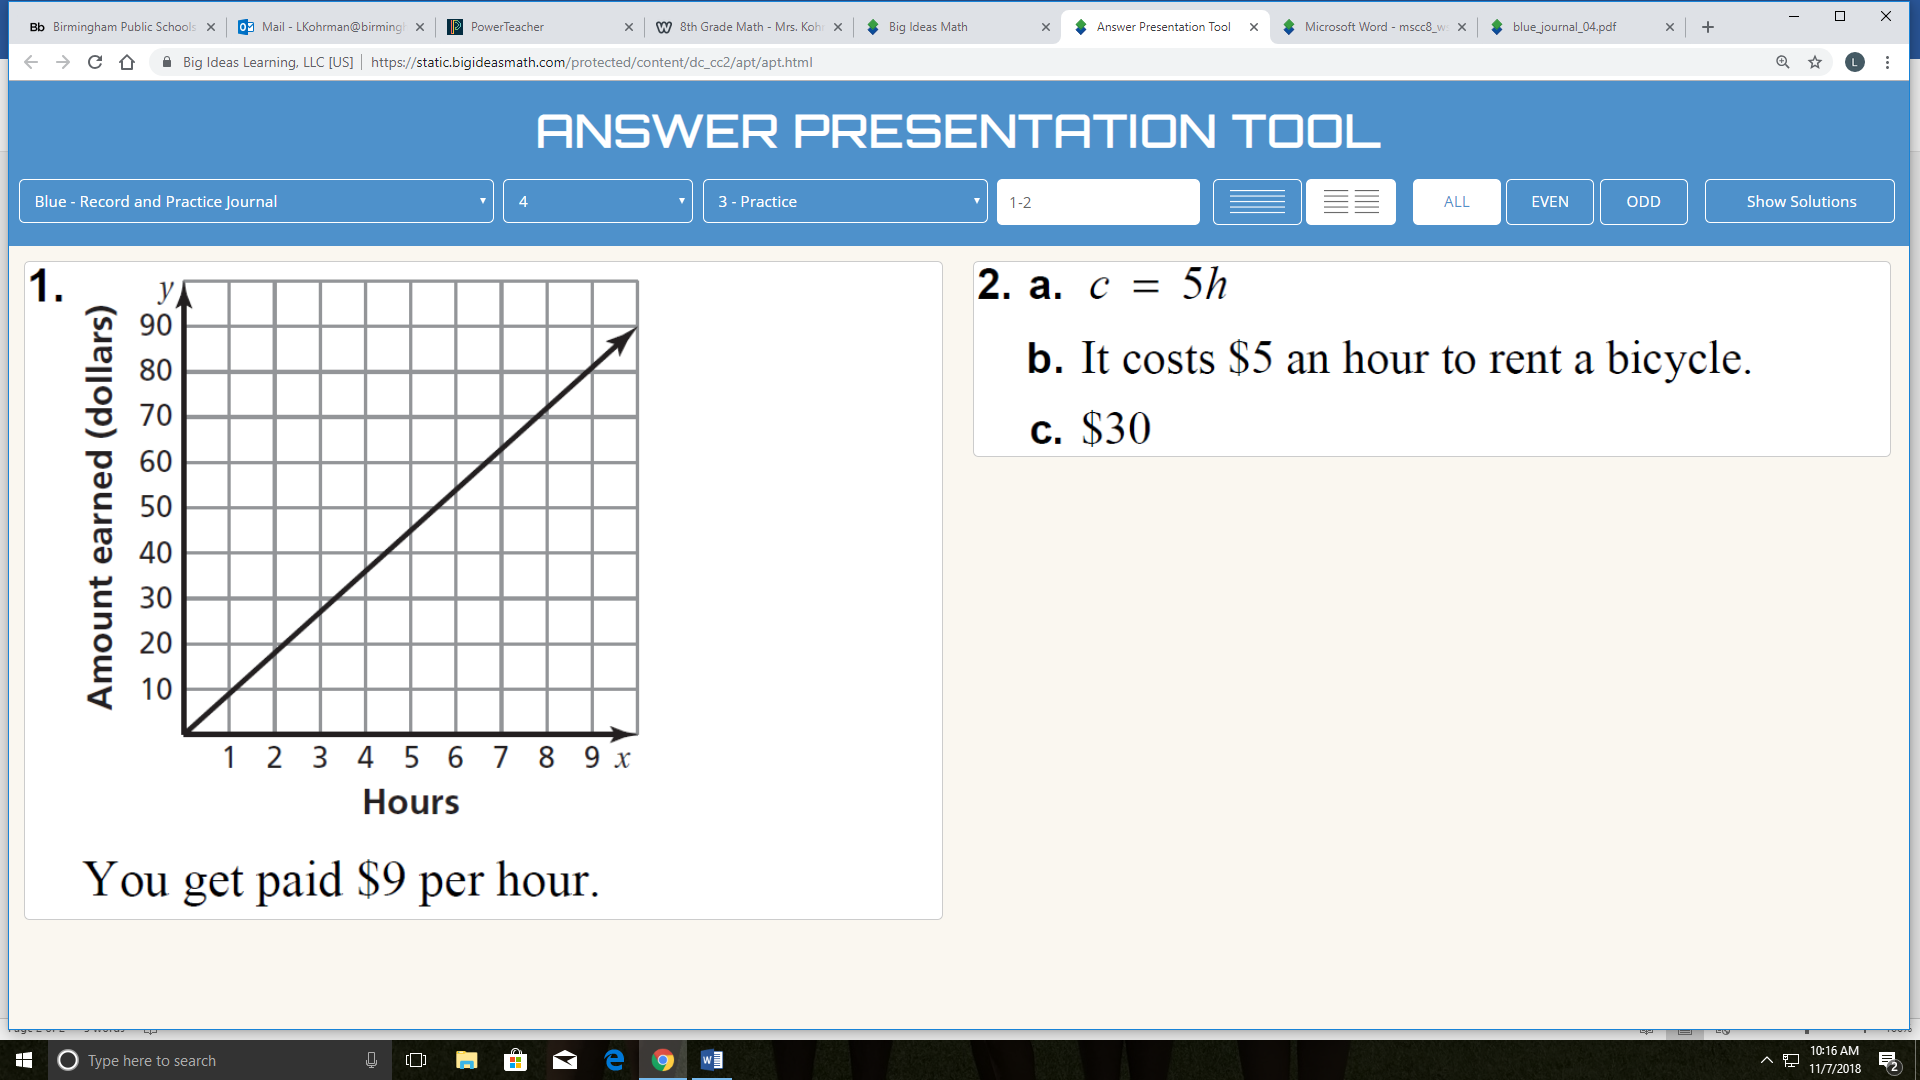 Bb Birmingham Public Schools
Mail - LKohrman@birming
PowerTeacher
8th Grade Math - Mrs. Koh
Big Ideas Math
Answer Presentation Tool
Microsoft Word - mscc8_w
blue_journal_04.pdf
Big Ideas Learning, LLC [US] | https://static.bigideasmath.com/protected/content/dc_cc2/apt/apt.html
L
ANSWER PRESENTATION TOOL
Blue - Record and Practice Journal
4
3 - Practice
1-2
ALL
EVEN
ODD
Show Solutions
1.
y
90
80
70
60
50
40
30
20
10
Amount earned (dollars)
1 2 3 4 5 6 7 8 9 x
Hours
You get paid $9 per hour.
2. a. c = 5h
b. It costs $5 an hour to rent a bicycle.
c. $30
Type here to search
10:16 AM
11/7/2018
2